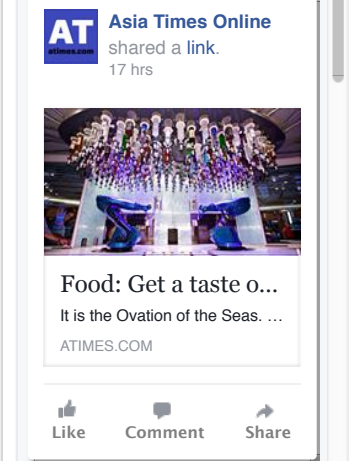 AT
atimes.com
Asia Times Online
shared a link.
17 hrs
Food: Get a taste o...
It is the Ovation of the Seas. ...
ATIMES.COM
Like Comment Share